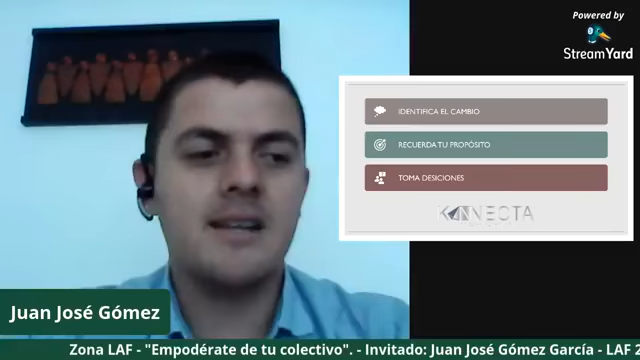 Powered by
StreamYard
IDENTIFICA EL CAMBIO
RECUERDA TU PROPÓSITO
TOMA DESICIONES
KANNECTA
Juan José Gómez
Zona LAF - "Empodérate de tu colectivo". - Invitado: Juan José Gómez García - LAF 2